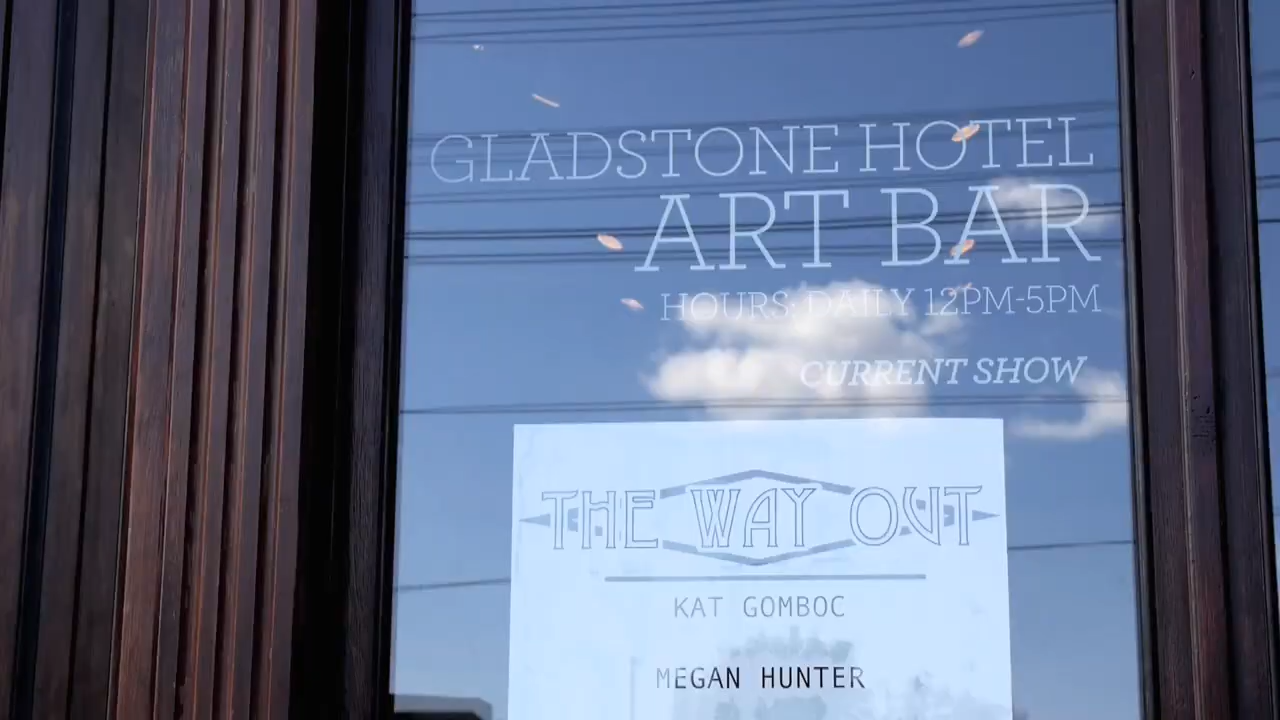 GLADSTONE HOTEL
ART BAR
HOURS: DAILY 12PM-5PM
CURRENT SHOW
THE WAY OUT
KAT GOMBOC
MEGAN HUNTER